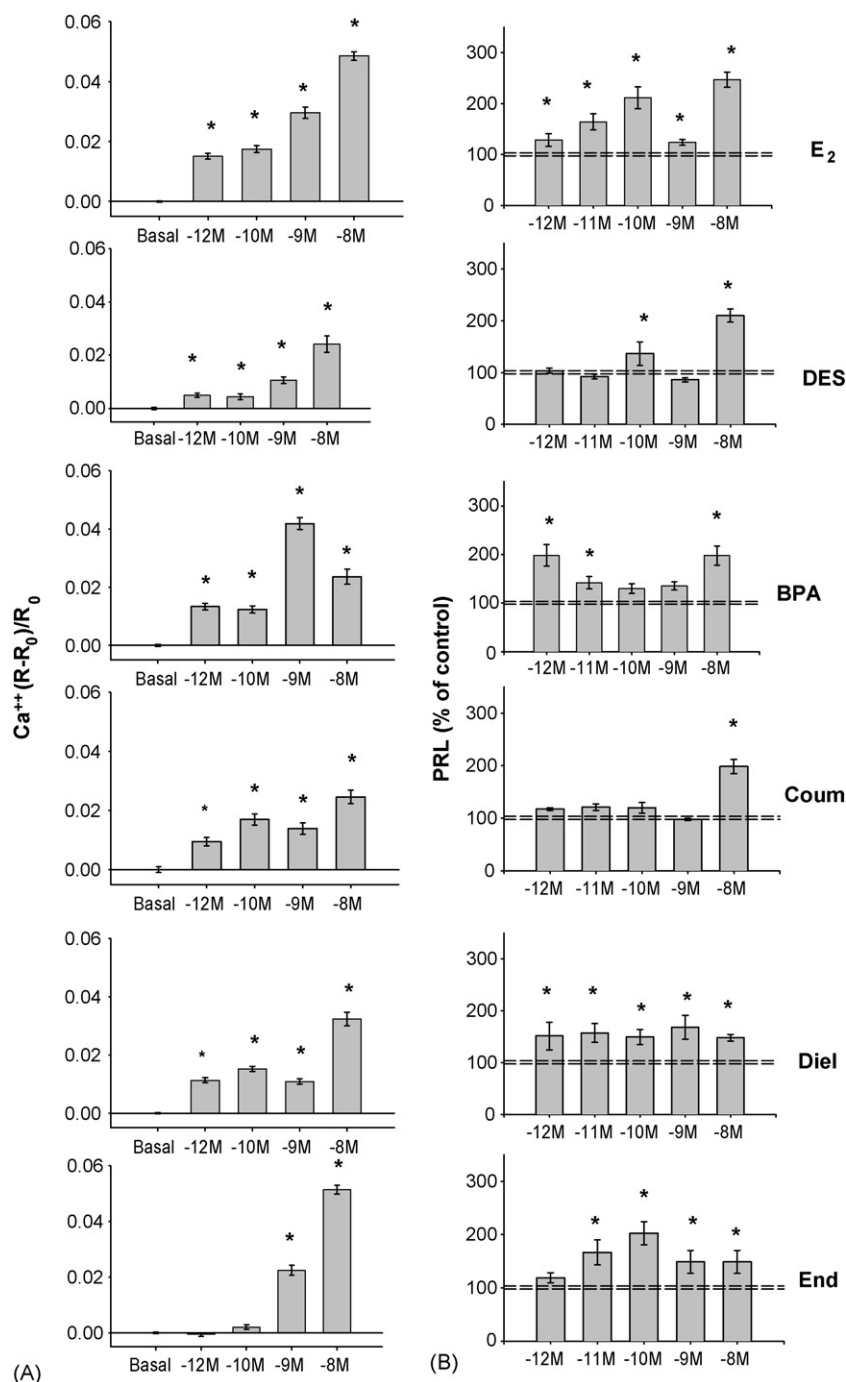 0.06
0.04
0.02
0.00
Basal -12M -10M -9M -8M
* * * *
300
200
100
0
-12M -11M -10M -9M -8M
* * * * *
E2
0.06
0.04
0.02
0.00
Basal -12M -10M -9M -8M
* * * *
300
200
100
0
-12M -11M -10M -9M -8M
* *
DES
0.06
0.04
0.02
0.00
Basal -12M -10M -9M -8M
* * * *
300
200
100
0
-12M -11M -10M -9M -8M
* * *
BPA
Ca++(R-R0)/R0
PRL (% of control)
0.06
0.04
0.02
0.00
Basal -12M -10M -9M -8M
* * * *
300
200
100
0
-12M -11M -10M -9M -8M
*
Coum
0.06
0.04
0.02
0.00
Basal -12M -10M -9M -8M
* * * *
300
200
100
0
-12M -11M -10M -9M -8M
* * * * *
Diel
0.06
0.04
0.02
0.00
Basal -12M -10M -9M -8M
* *
300
200
100
0
-12M -11M -10M -9M -8M
* * * *
End
(A)
(B)